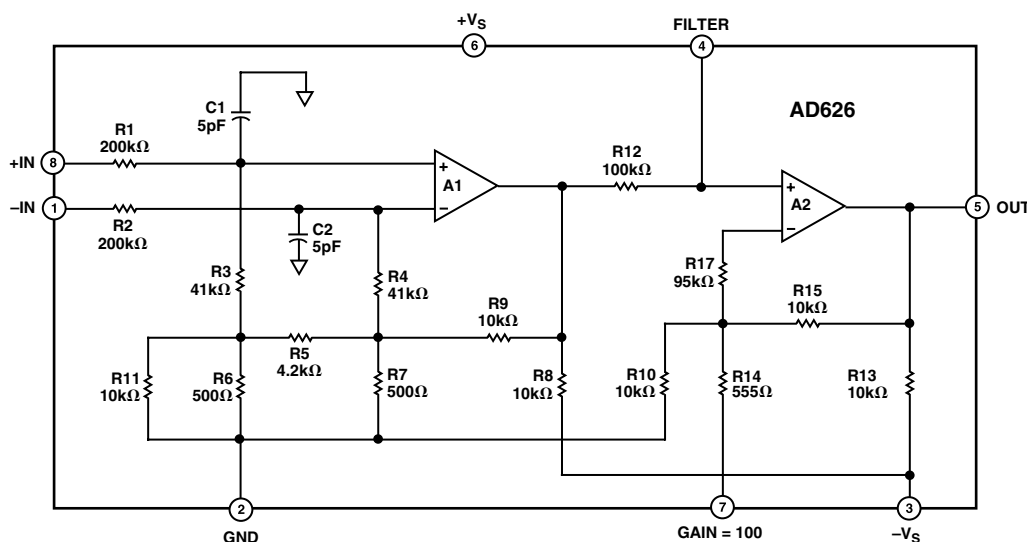 +VS
6
FILTER
4
AD626
C1
5pF
R1
200kΩ
+IN
8
R12
100kΩ
+
A1
–
+
A2
–
–IN
1
R2
200kΩ
C2
5pF
5
OUT
R3
41kΩ
R4
41kΩ
R17
95kΩ
R9
10kΩ
R15
10kΩ
R5
4.2kΩ
R11
10kΩ
R6
500Ω
R7
500Ω
R8
10kΩ
R10
10kΩ
R14
555Ω
R13
10kΩ
2
GND
7
GAIN = 100
3
–VS